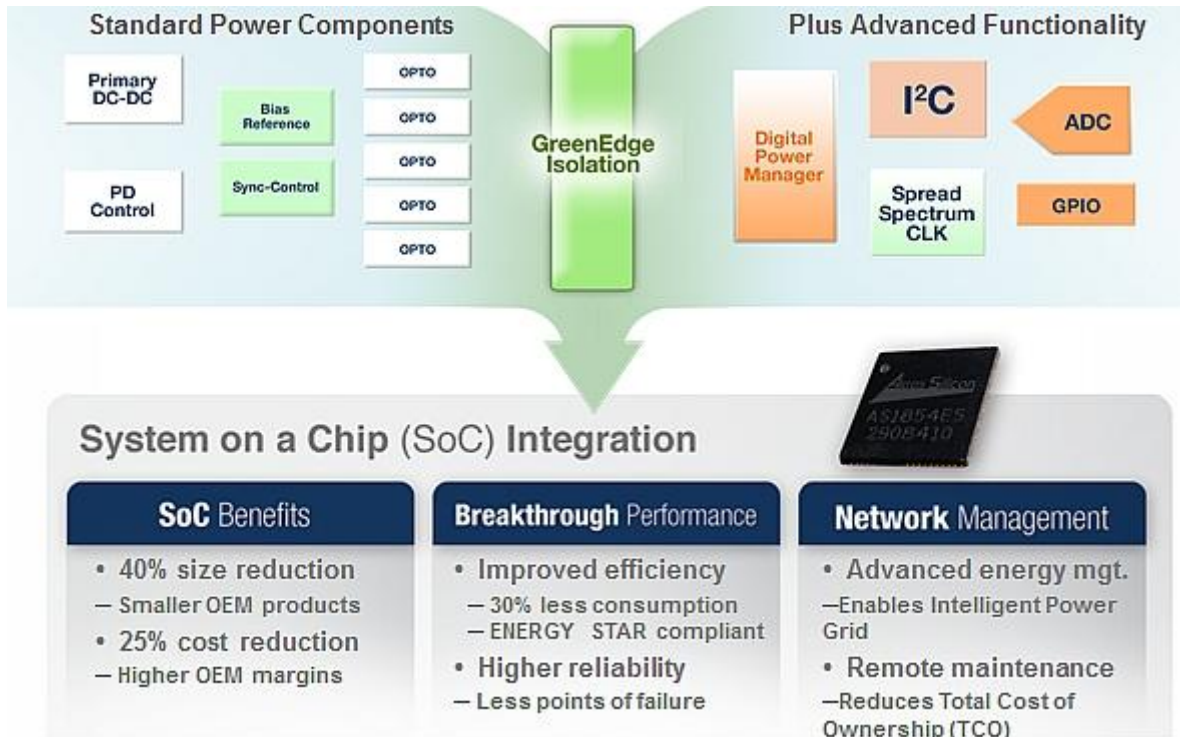 Standard Power Components
Plus Advanced Functionality
Primary
DC-DC
PD
Control
Bias
Reference
Sync-Control
OPTO
OPTO
OPTO
OPTO
OPTO
GreenEdge
Isolation
Digital
Power
Manager
I²C
ADC
Spread
Spectrum
CLK
GPIO
Akros Silicon
AS1854E5
290B410
System on a Chip (SoC) Integration
SoC Benefits
• 40% size reduction
– Smaller OEM products
• 25% cost reduction
– Higher OEM margins
Breakthrough Performance
• Improved efficiency
– 30% less consumption
– ENERGY STAR compliant
• Higher reliability
– Less points of failure
Network Management
• Advanced energy mgt.
–Enables Intelligent Power
Grid
• Remote maintenance
–Reduces Total Cost of
Ownership (TCO)